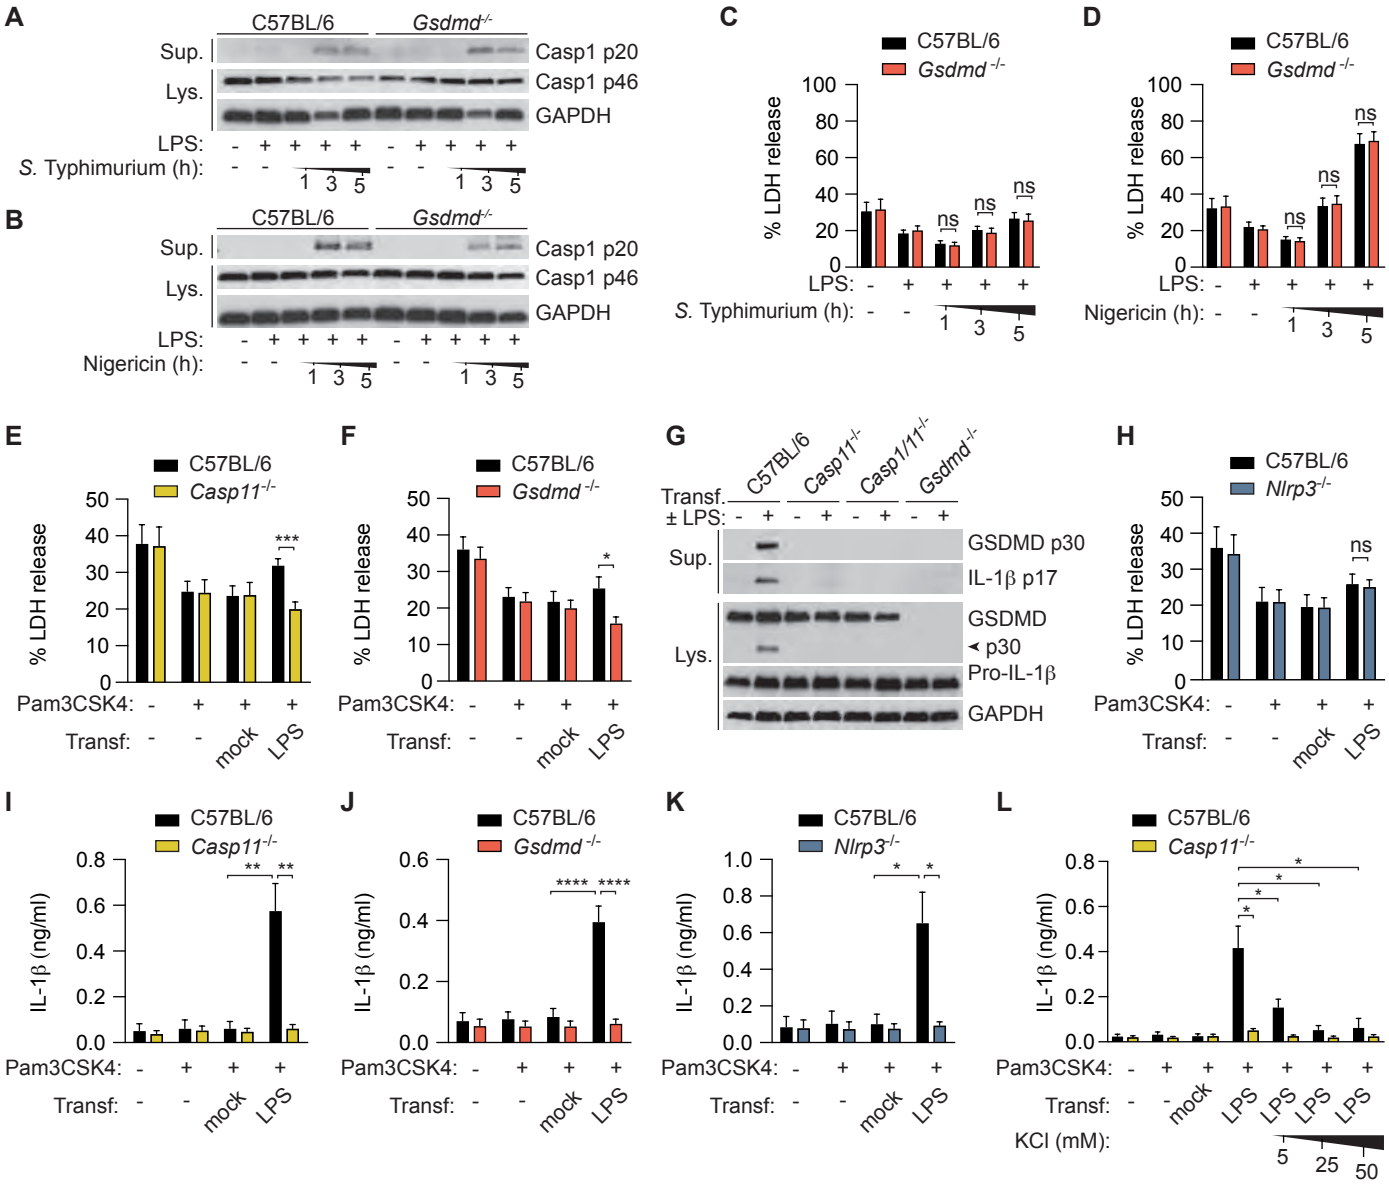 A
C57BL/6 Gsdmd-/-
Sup. Casp1 p20
Lys. Casp1 p46
GAPDH
LPS: - + + + + - + + + +
S. Typhimurium (h): - - 1 3 5 - - 1 3 5
B
C57BL/6 Gsdmd-/-
Sup. Casp1 p20
Lys. Casp1 p46
GAPDH
LPS: - + + + + - + + + +
Nigericin (h): - - 1 3 5 - - 1 3 5
C
C57BL/6
Gsdmd -/-
% LDH release
100
80
60
40
20
0
ns ns ns
LPS: - + + + +
S. Typhimurium (h): - - 1 3 5
D
C57BL/6
Gsdmd -/-
% LDH release
100
80
60
40
20
0
ns ns ns
LPS: - + + + +
Nigericin (h): - - 1 3 5
E
C57BL/6
Casp11-/-
% LDH release
50
40
30
20
10
0
***
Pam3CSK4: - + + +
Transf: - - mock LPS
F
C57BL/6
Gsdmd -/-
% LDH release
50
40
30
20
10
0
*
Pam3CSK4: - + + +
Transf: - - mock LPS
G
C57BL/6 Casp11-/- Casp1/11-/- Gsdmd-/-
Transf.
± LPS: - + - + - + - +
Sup. GSDMD p30
IL-1β p17
Lys. GSDMD
p30
Pro-IL-1β
GAPDH
H
C57BL/6
Nlrp3-/-
% LDH release
50
40
30
20
10
0
ns
Pam3CSK4: - + + +
Transf: - - mock LPS
I
C57BL/6
Casp11-/-
IL-1β (ng/ml)
0.8
0.6
0.4
0.2
0.0
** **
Pam3CSK4: - + + +
Transf: - - mock LPS
J
C57BL/6
Gsdmd -/-
IL-1β (ng/ml)
0.6
0.4
0.2
0.0
**** ****
Pam3CSK4: - + + +
Transf: - - mock LPS
K
C57BL/6
Nlrp3-/-
IL-1β (ng/ml)
1.0
0.8
0.6
0.4
0.2
0.0
* *
Pam3CSK4: - + + +
Transf: - - mock LPS
L
C57BL/6
Casp11-/-
IL-1β (ng/ml)
0.8
0.6
0.4
0.2
0.0
*
*
*
*
Pam3CSK4: - + + + + + +
Transf: - - mock LPS LPS LPS LPS
KCl (mM): 5 25 50